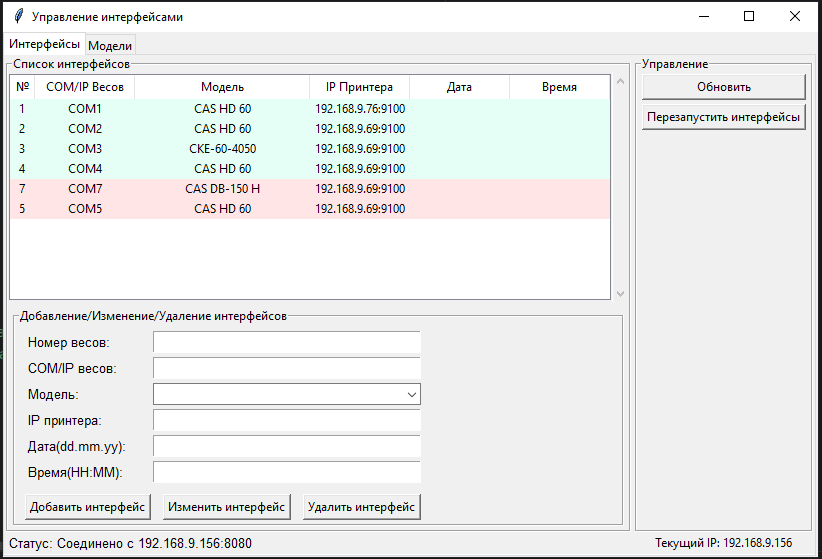 Управление интерфейсами
Интерфейсы Модели
Список интерфейсов
№ COM/IP Весов Модель IP Принтера Дата Время
1 COM1 CAS HD 60 192.168.9.76:9100
2 COM2 CAS HD 60 192.168.9.69:9100
3 COM3 СКЕ-60-4050 192.168.9.69:9100
4 COM4 CAS HD 60 192.168.9.69:9100
7 COM7 CAS DB-150 H 192.168.9.69:9100
5 COM5 CAS HD 60 192.168.9.69:9100
Управление
Обновить
Перезапустить интерфейсы
Добавление/Изменение/Удаление интерфейсов
Номер весов:
COM/IP весов:
Модель:
IP принтера:
Дата(dd.mm.yy):
Время(HH:MM):
Добавить интерфейс Изменить интерфейс Удалить интерфейс
Статус: Соединено с 192.168.9.156:8080 Текущий IP: 192.168.9.156